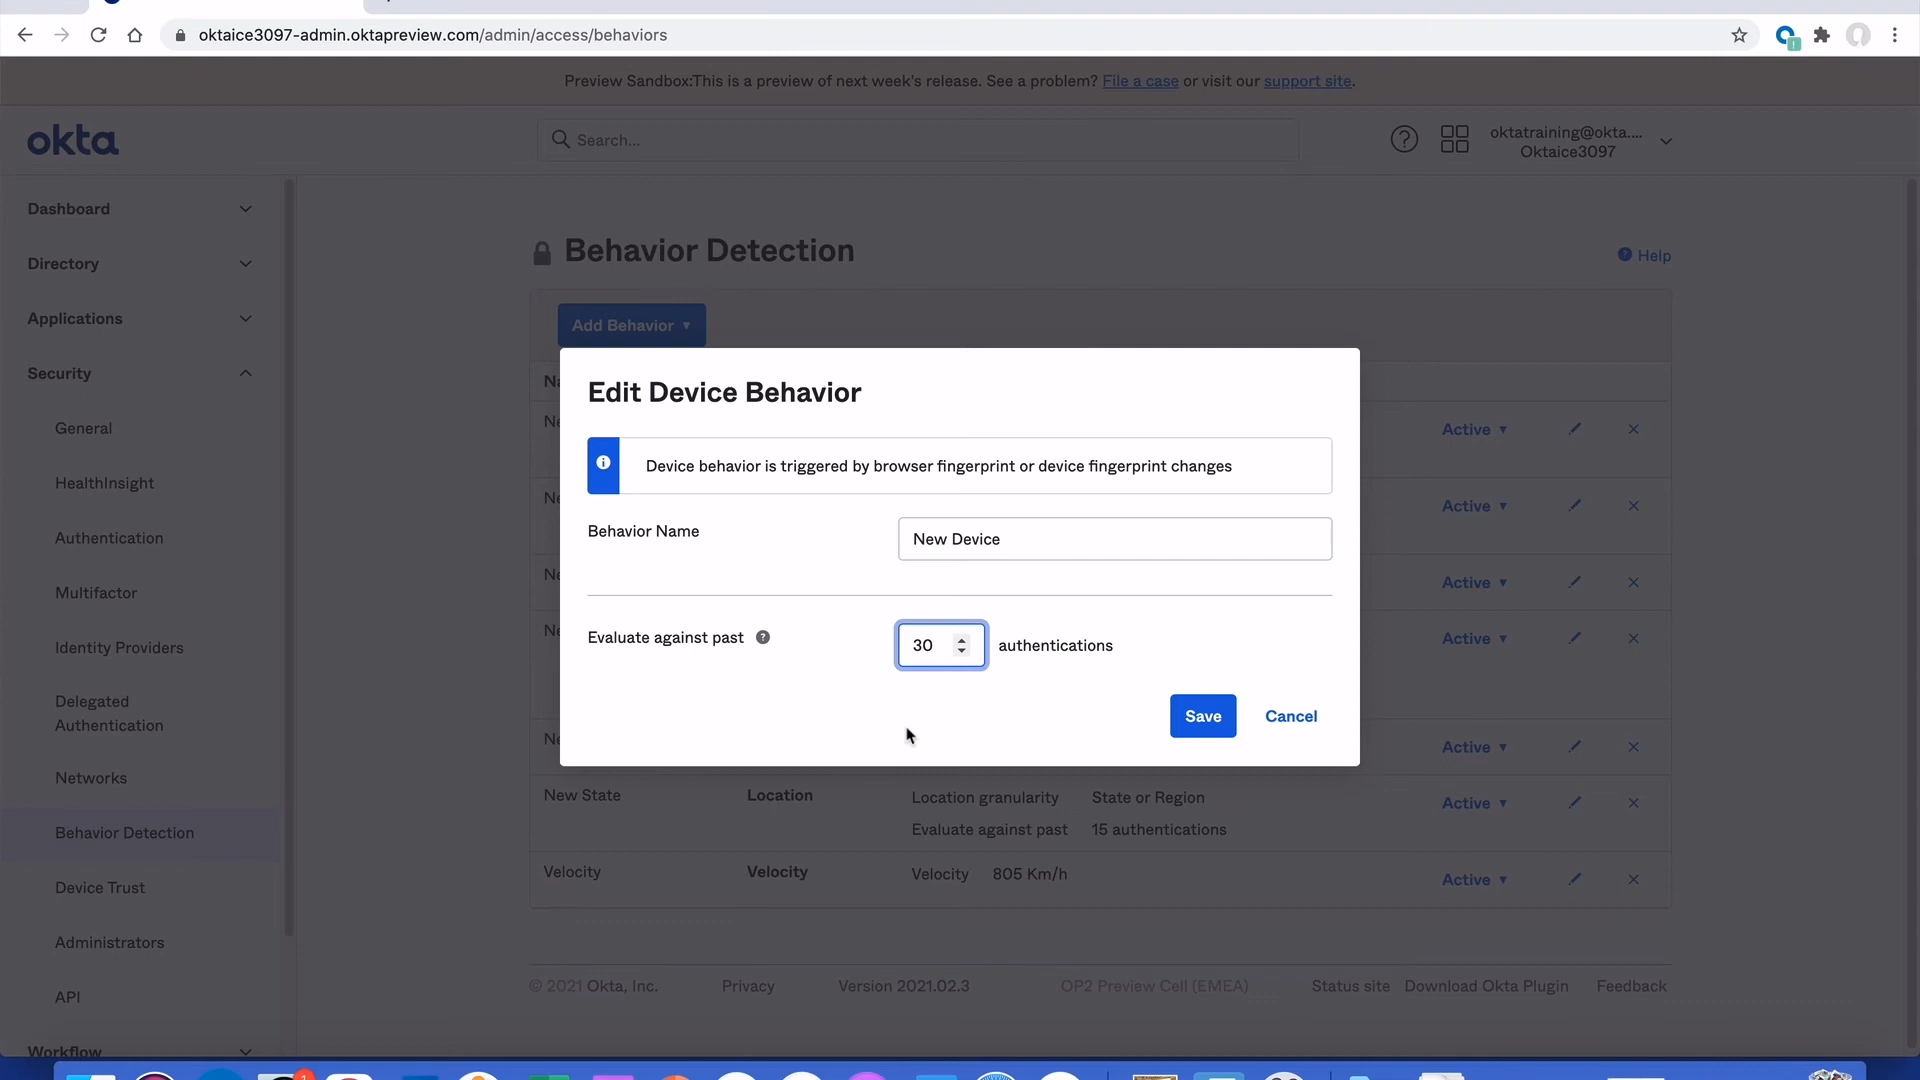 oktaice3097-admin.oktapreview.com/admin/access/behaviors
Preview Sandbox:This is a preview of next week's release. See a problem? File a case or visit our support site.
okta
Search...
oktatraining@okta....
Oktaice3097
Dashboard
Directory
Applications
Security
General
HealthInsight
Authentication
Multifactor
Identity Providers
Delegated
Authentication
Networks
Behavior Detection
Device Trust
Administrators
API
Workflow
Behavior Detection
Help
Add Behavior
Active
Active
Active
Active
Active
Edit Device Behavior
Device behavior is triggered by browser fingerprint or device fingerprint changes
Behavior Name
New Device
Evaluate against past
30
authentications
Save
Cancel
New State
Location
Location granularity
State or Region
Evaluate against past
15 authentications
Active
Velocity
Velocity
Velocity
805 Km/h
Active
© 2021 Okta, Inc.
Privacy
Version 2021.02.3
OP2 Preview Cell (EMEA)
Status site
Download Okta Plugin
Feedback
1